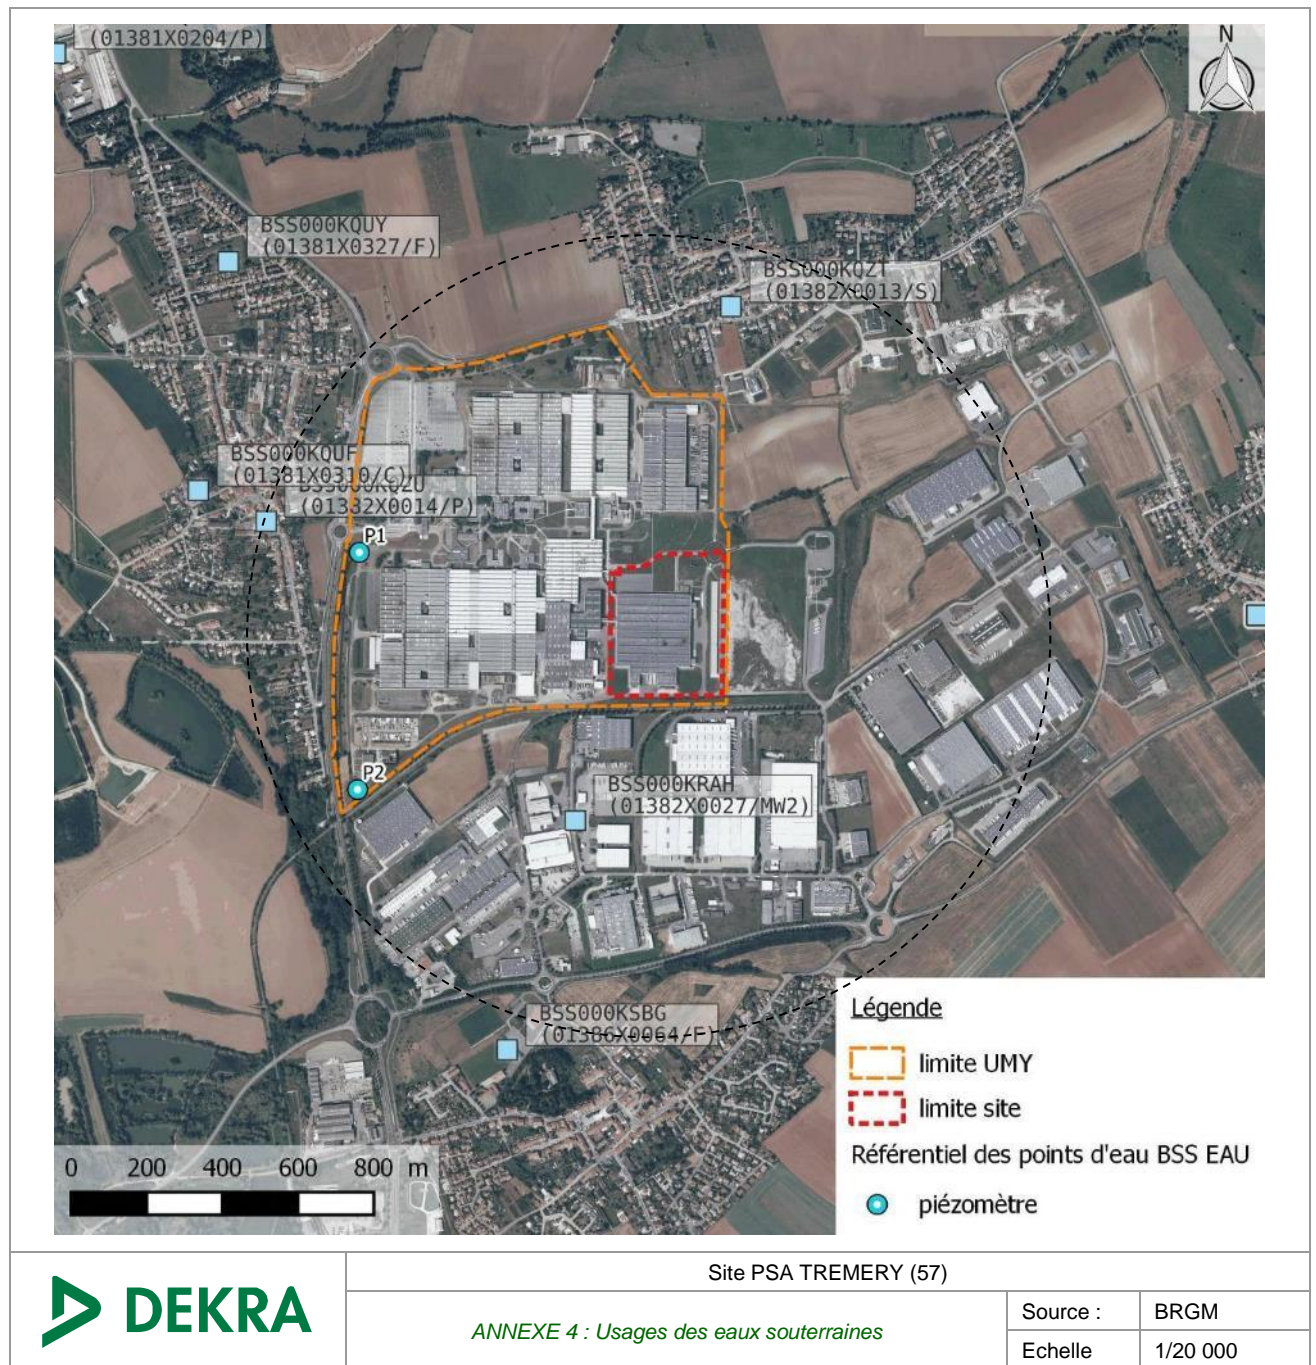 (01381X0204/P)
N
BSS000KQUY
(01381X0327/F)
BSS000KQZT
(01382X0013/S)
BSS000KQUF
(01381X0310/C)
BSS000KQZU
(01382X0014/P)
P1
P2
BSS000KRAH
(01382X0027/MW2)
BSS000KSBG
(01386X0064/F)
0 200 400 600 800 m
Légende
limite UMY
limite site
Référentiel des points d'eau BSS EAU
piézomètre
DEKRA
Site PSA TREMERY (57)
ANNEXE 4 : Usages des eaux souterraines
Source : BRGM
Echelle 1/20 000